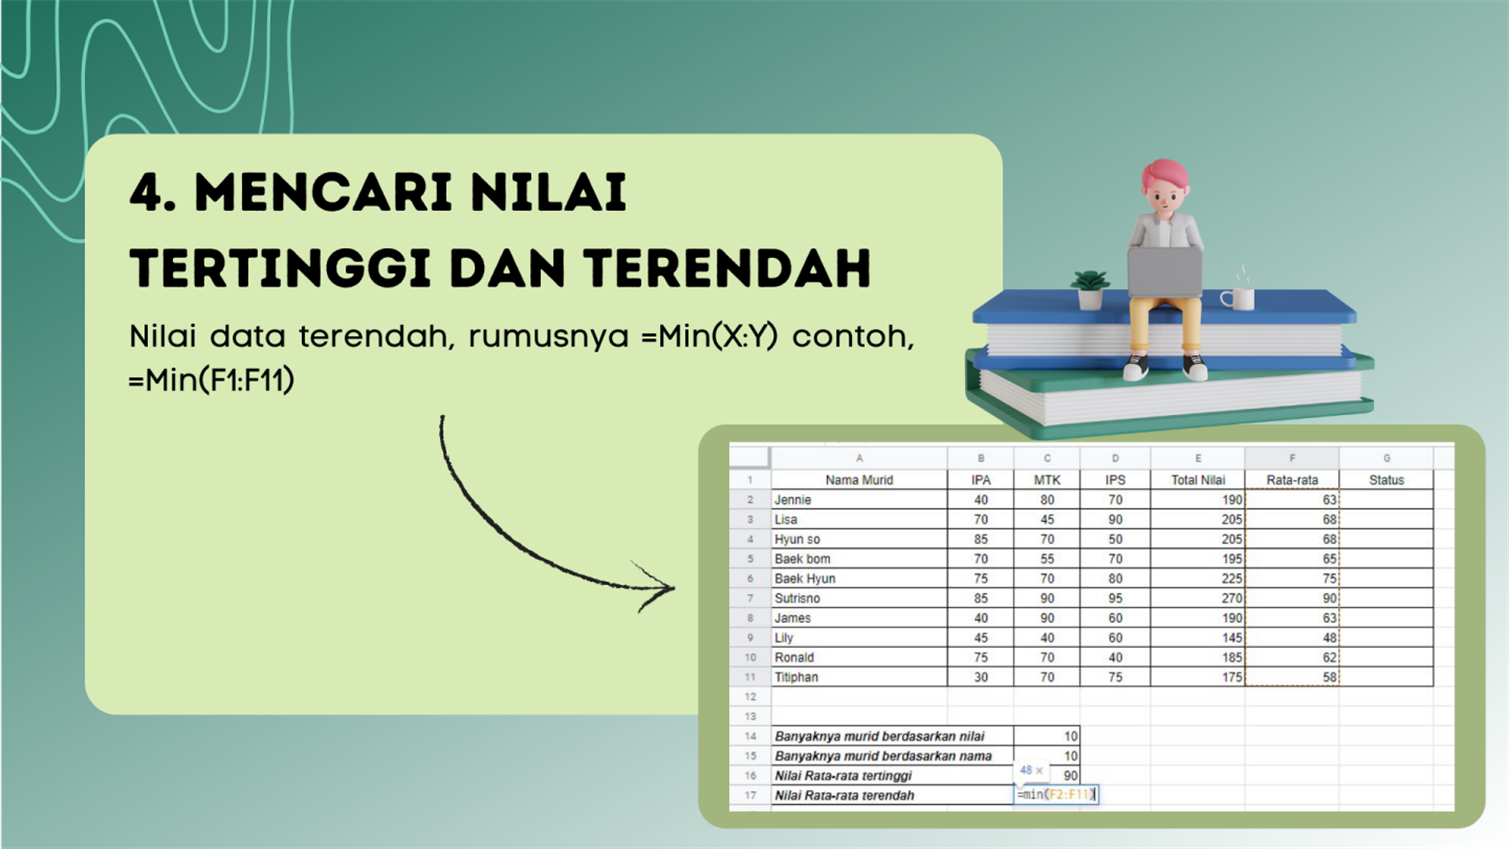 4. MENCARI NILAI
TERTINGGI DAN TERENDAH
Nilai data terendah, rumusnya =Min(X:Y) contoh,
=Min(F1:F11)
A B C D E F G
1 Nama Murid IPA MTK IPS Total Nilai Rata-rata Status
2 Jennie 40 80 70 190 63
3 Lisa 70 45 90 205 68
4 Hyun so 85 70 50 205 68
5 Baek bom 70 55 70 195 65
6 Baek Hyun 75 70 80 225 75
7 Sutrisno 85 90 95 270 90
8 James 40 90 60 190 63
9 Lily 45 40 60 145 48
10 Ronald 75 70 40 185 62
11 Titiphan 30 70 75 175 58
12
13
14 Banyaknya murid berdasarkan nilai 10
15 Banyaknya murid berdasarkan nama 10
48 ×
16 Nilai Rata-rata tertinggi 90
17 Nilai Rata-rata terendah =min(F2:F11)